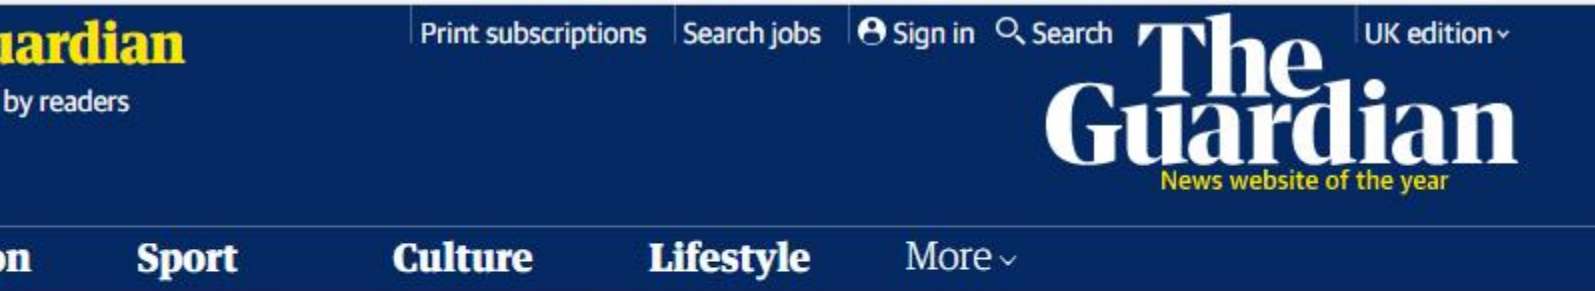 uardian
by readers
Print subscriptions
Search jobs
Sign in
Search
UK edition
The
Guardian
News website of the year
on
Sport
Culture
Lifestyle
More